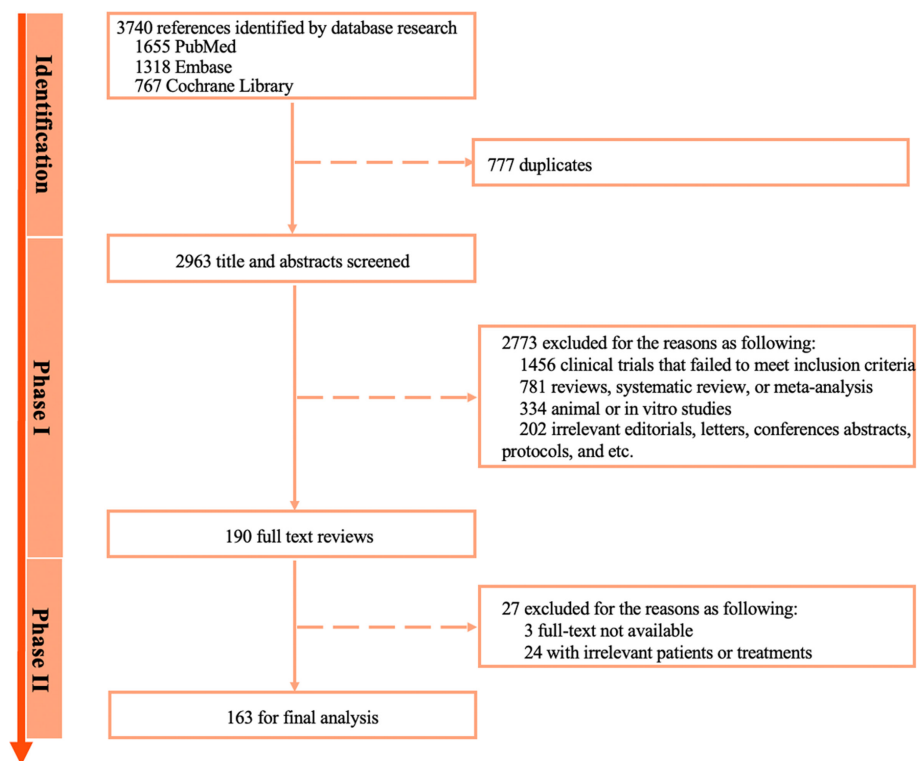 Identification
3740 references identified by database research
1655 PubMed
1318 Embase
767 Cochrane Library
777 duplicates
Phase I
2963 title and abstracts screened
2773 excluded for the reasons as following:
1456 clinical trials that failed to meet inclusion criteria
781 reviews, systematic review, or meta-analysis
334 animal or in vitro studies
202 irrelevant editorials, letters, conferences abstracts,
protocols, and etc.
190 full text reviews
Phase II
27 excluded for the reasons as following:
3 full-text not available
24 with irrelevant patients or treatments
163 for final analysis